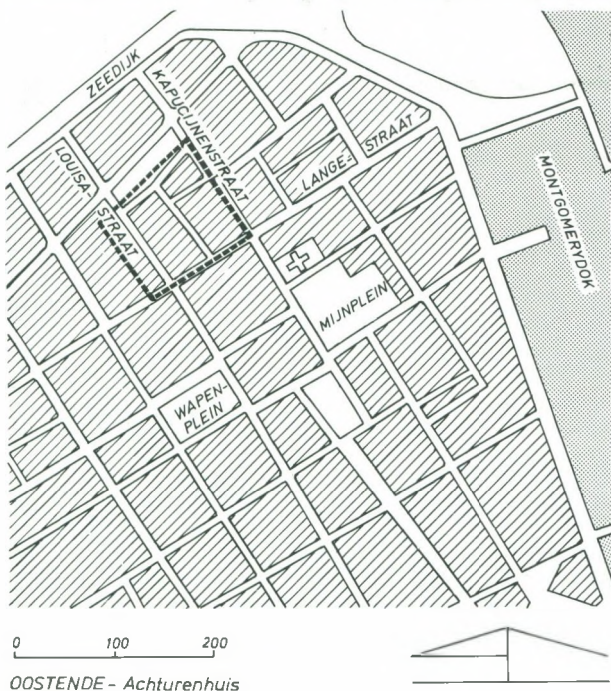 ZEEDIJK
KAPUCIJNENSTRAAT
LOUISA-
STRAAT
LANGE-
STRAAT
MONTGOMERYDOK
MIJNPLEIN
WAPEN-
PLEIN
0 100 200
OOSTENDE - Achturenhuis